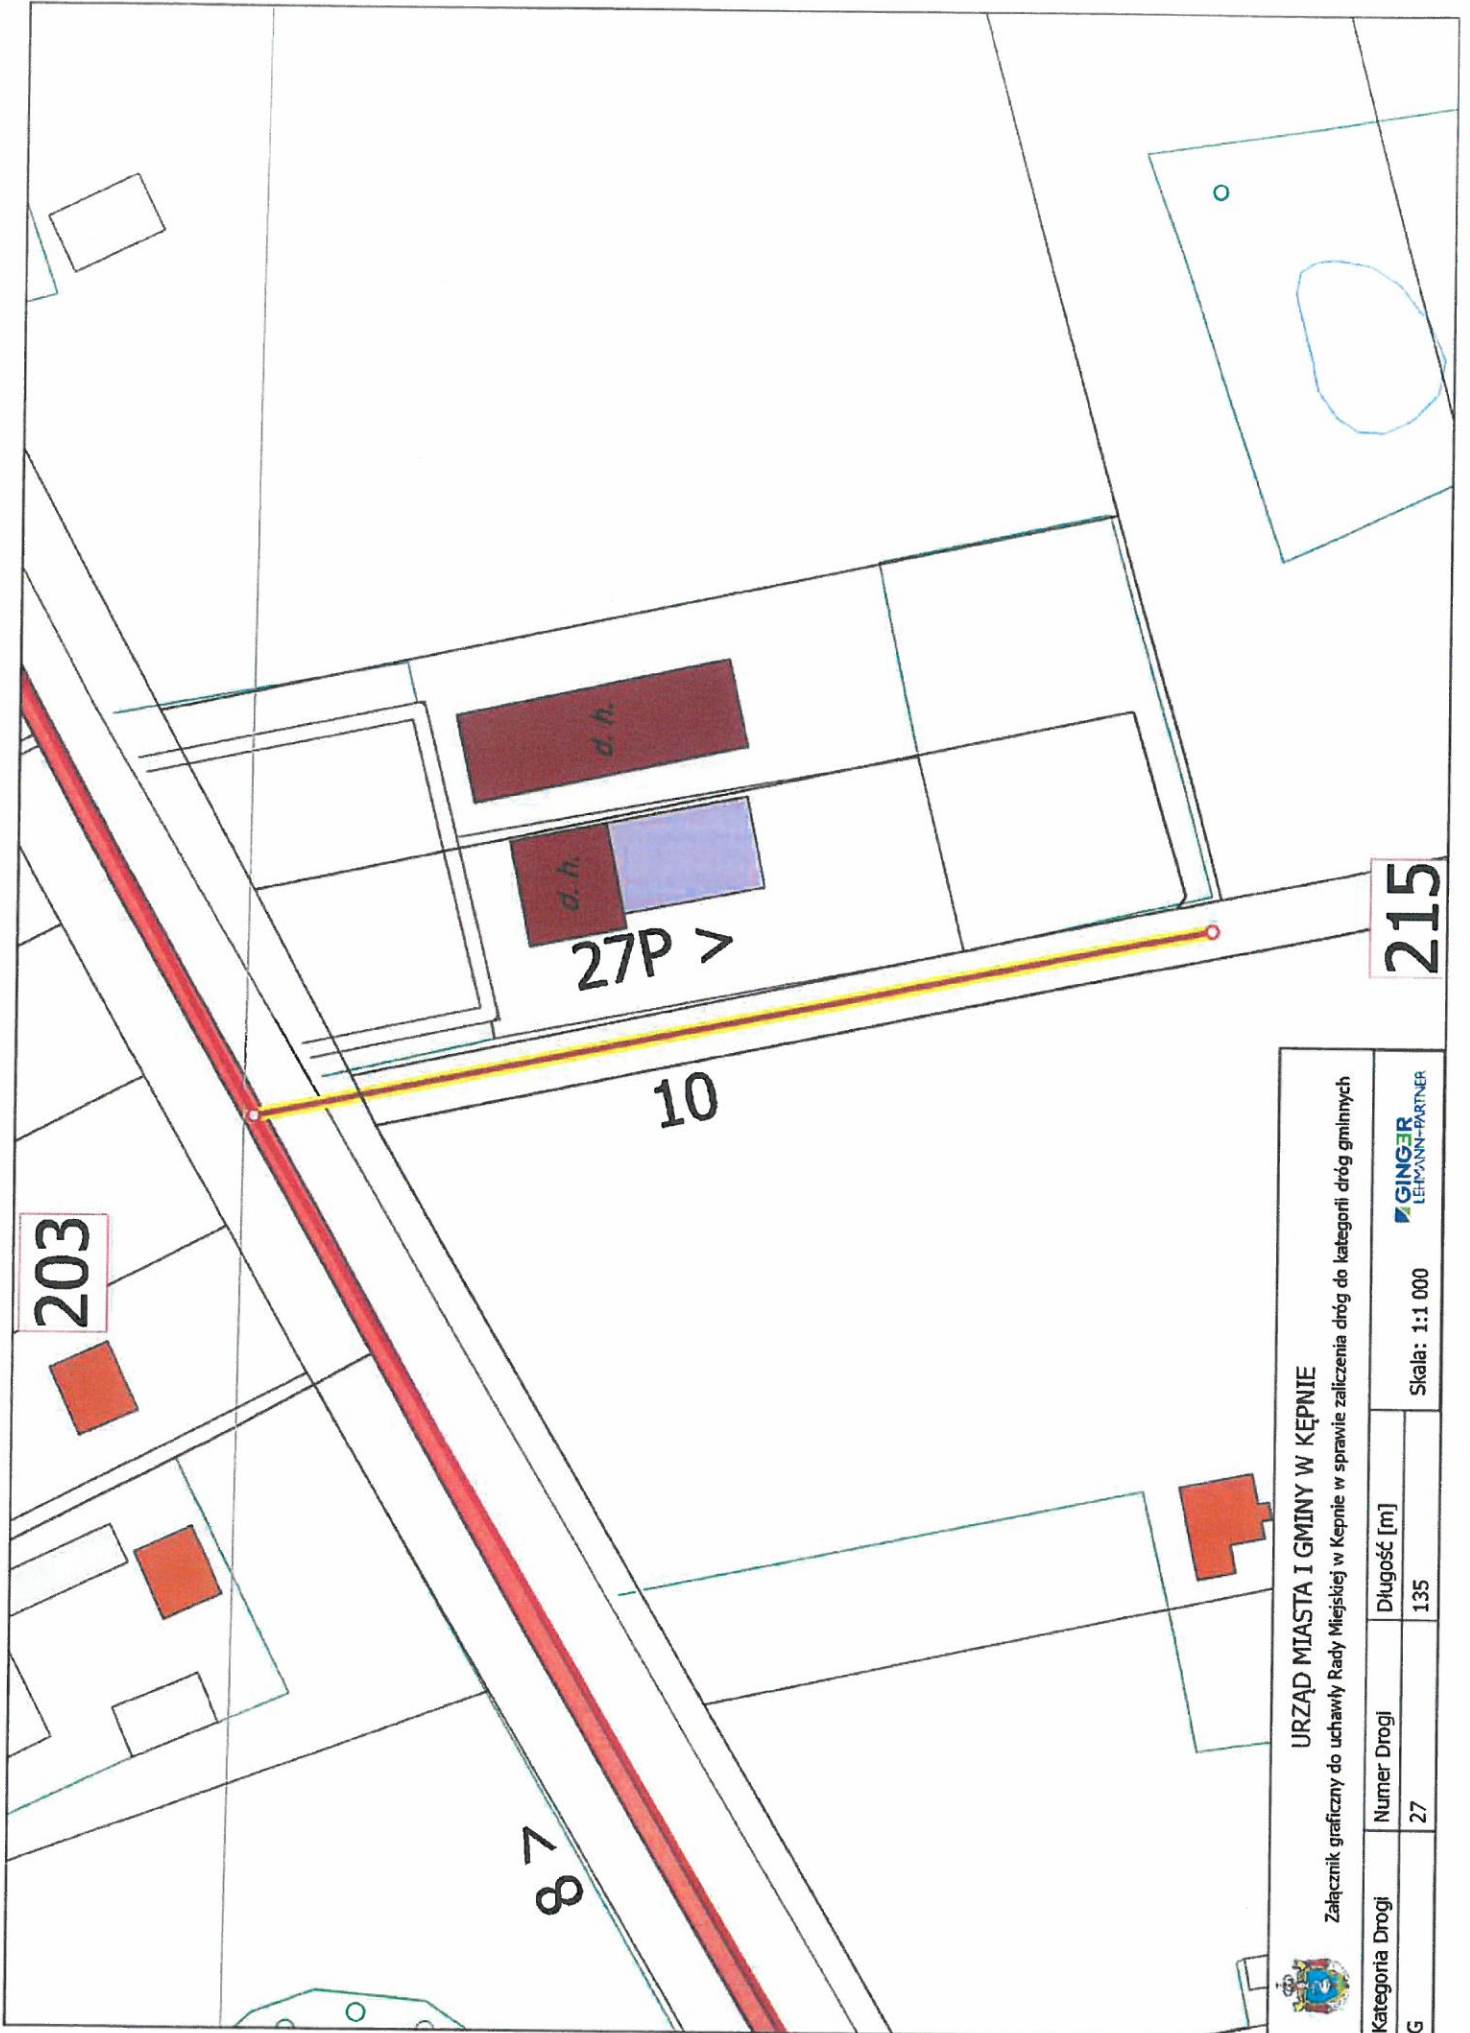 203
8 >
27P >
d. h.
d. h.
10
215
URZĄD MIASTA I GMINY W KĘPNIE
Załącznik graficzny do uchawły Rady Miejskiej w Kępnie w sprawie zaliczenia dróg do kategorii dróg gminnych
Kategoria Drogi Numer Drogi Długość [m]
G 27 135 Skala: 1:1 000
GINGER
LEHMANN+PARTNER